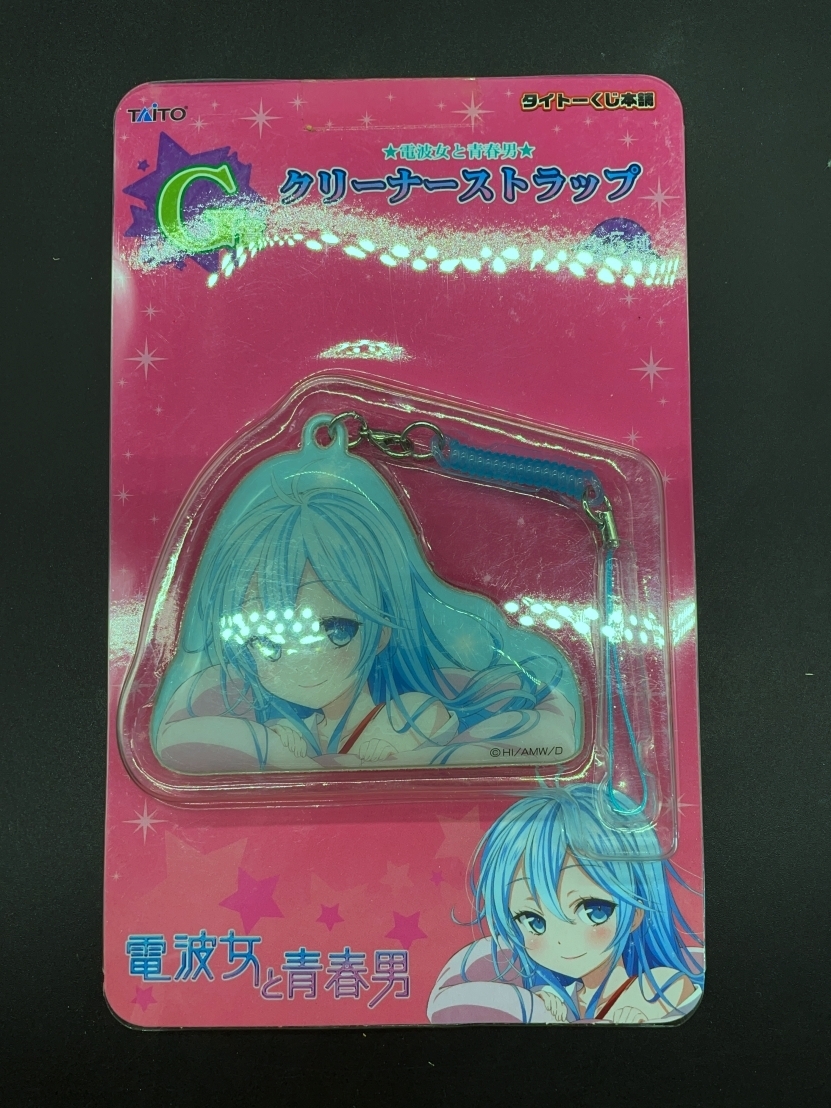 TAITO®
タイトーくじ本舗
★電波女と青春男★
G
クリーナーストラップ
©HI/AMW/D
電波女と青春男